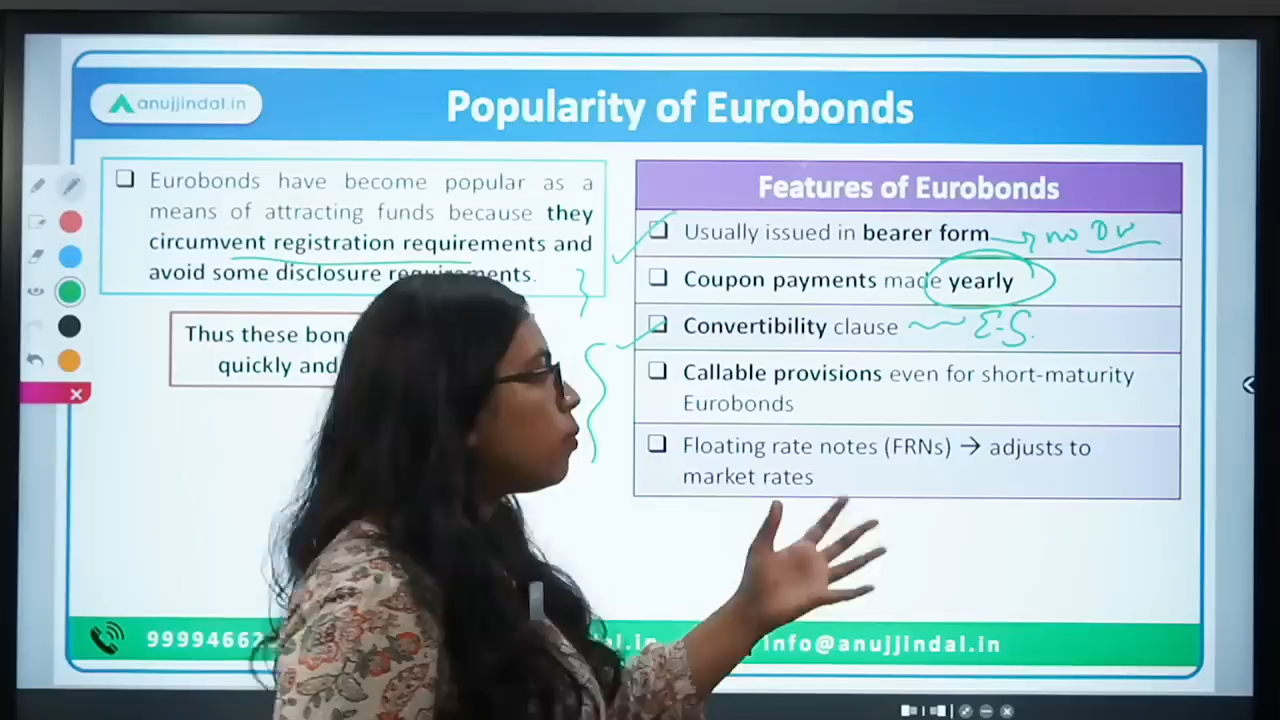 anujjindal.in
Popularity of Eurobonds
Eurobonds have become popular as a
means of attracting funds because they
circumvent registration requirements and
avoid some disclosure requirements.
Thus these
quickly and
Features of Eurobonds
Usually issued in bearer form no
Coupon payments made yearly
Convertibility clause E.S.
Callable provisions even for short-maturity
Eurobonds
Floating rate notes (FRNs) → adjusts to
market rates
info@anujjindal.in